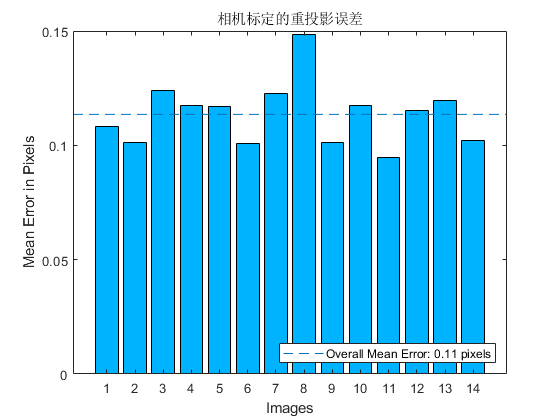 相机标定的重投影误差
0.15
0.1
0.05
0
Mean Error in Pixels
Overall Mean Error: 0.11 pixels
1 2 3 4 5 6 7 8 9 10 11 12 13 14
Images